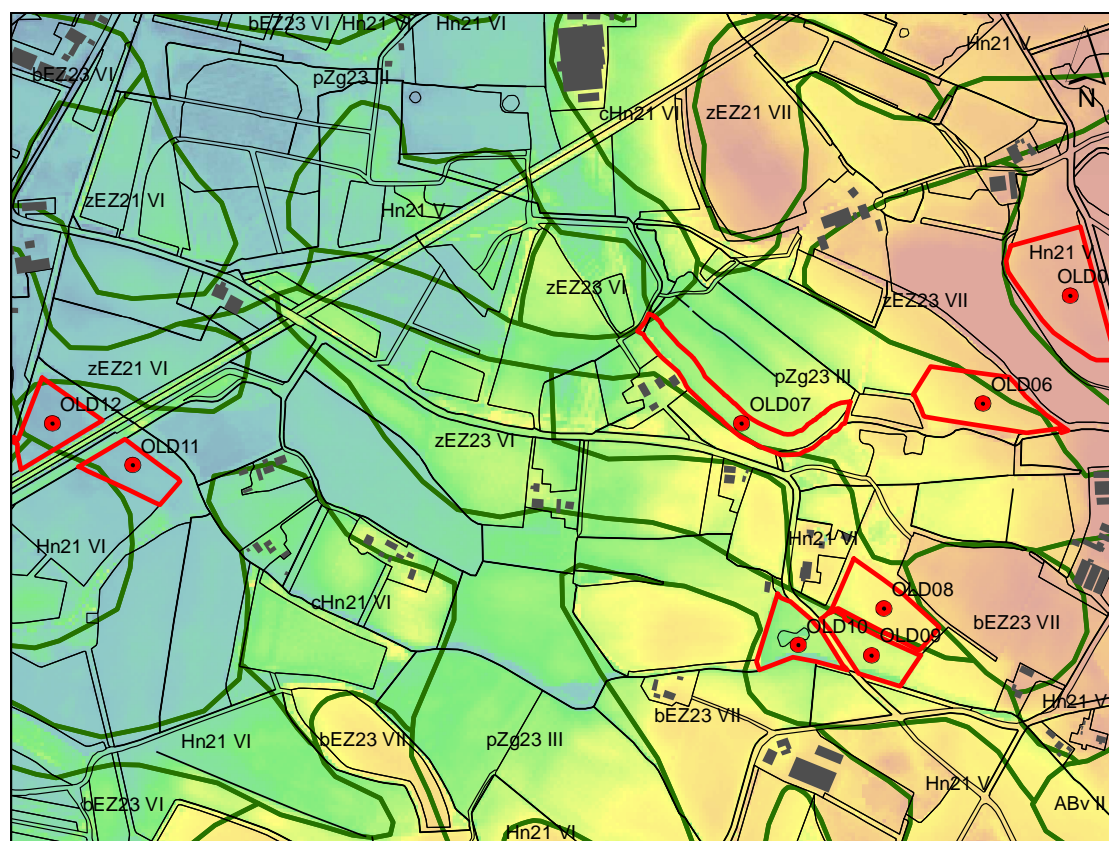 bEZ23 VI
Hn21 VI
Hn21 VI
Hn21 V
bEZ23 VI
pZg23 III
N
cHn21 VI
zEZ21 VII
zEZ21 VI
Hn21 V
Hn21 V
zEZ23 VI
zEZ23 VII
OLD0
zEZ21 VI
pZg23 III
OLD06
OLD12
OLD07
zEZ23 VI
OLD11
Hn21 VI
Hn21 VI
cHn21 VI
OLD08
OLD10
OLD09
bEZ23 VII
Hn21 V
bEZ23 VII
Hn21 VI
bEZ23 VII
pZg23 III
Hn21 V
bEZ23 VI
ABv II
Hn21 VI